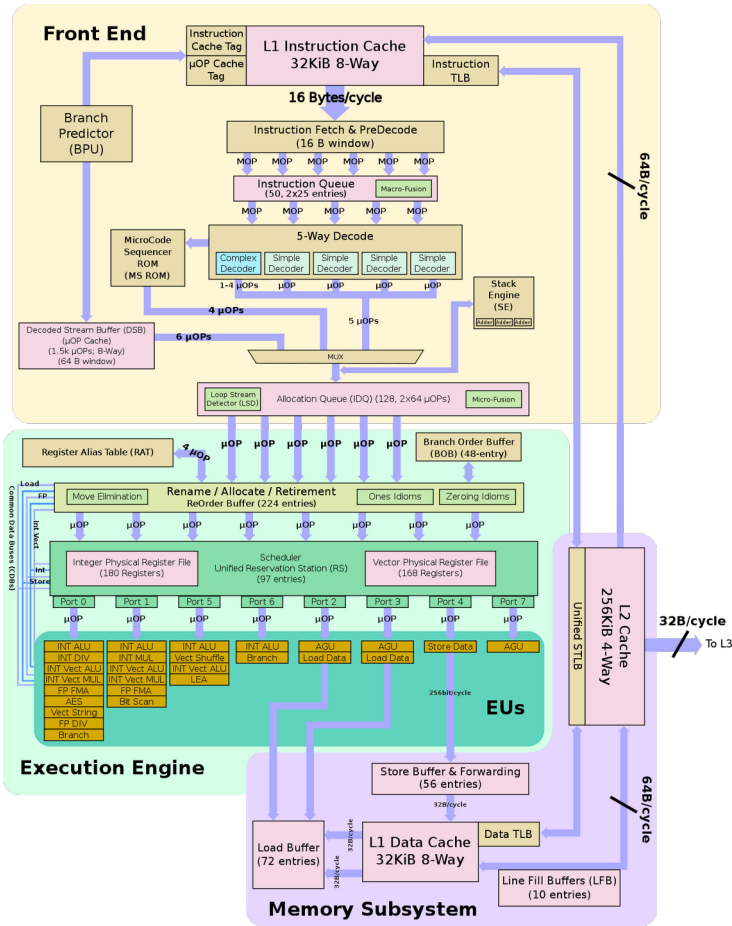 Front End
Instruction
Cache Tag
µOP Cache
Tag
L1 Instruction Cache
32KiB 8-Way
Instruction
TLB
16 Bytes/cycle
Branch
Predictor
(BPU)
Instruction Fetch & PreDecode
(16 B window)
MOP MOP MOP MOP MOP MOP
Instruction Queue
(50, 2x25 entries)
Macro-Fusion
64B/cycle
MOP MOP MOP MOP MOP
5-Way Decode
MicroCode
Sequencer
ROM
(MS ROM)
Complex
Decoder
Simple
Decoder
Simple
Decoder
Simple
Decoder
Simple
Decoder
1-4 µOPs µOP µOP µOP µOP
Stack
Engine
(SE)
Adder Adder Adder
4 µOPs
5 µOPs
Decoded Stream Buffer (DSB)
(µOP Cache)
(1.5k µOPs; 8-Way)
(64 B window)
6 µOPs
MUX
Loop Stream
Detector (LSD)
Allocation Queue (IDQ) (128, 2x64 µOPs)
Micro-Fusion
µOP µOP µOP µOP µOP µOP
Register Alias Table (RAT)
4 µOP
Branch Order Buffer
(BOB) (48-entry)
Rename / Allocate / Retirement
ReOrder Buffer (224 entries)
Move Elimination
Ones Idioms
Zeroing Idioms
Load
FP
Int Vect
Int
Store
Common Data Buses (CDBs)
µOP µOP µOP µOP µOP µOP µOP µOP
Integer Physical Register File
(180 Registers)
Scheduler
Unified Reservation Station (RS)
(97 entries)
Vector Physical Register File
(168 Registers)
Port 0 Port 1 Port 5 Port 6 Port 2 Port 3 Port 4 Port 7
µOP µOP µOP µOP µOP µOP µOP µOP
INT ALU
INT DIV
INT Vect ALU
INT Vect MUL
FP FMA
AES
Vect String
FP DIV
Branch
INT ALU
INT MUL
INT Vect ALU
INT Vect MUL
FP FMA
Bit Scan
INT ALU
Vect Shuffle
INT Vect ALU
LEA
INT ALU
Branch
AGU
Load Data
AGU
Load Data
Store Data
AGU
256bit/cycle
EUs
Execution Engine
Unified STLB
L2 Cache
256KiB 4-Way
32B/cycle
To L3
Store Buffer & Forwarding
(56 entries)
32B/cycle
64B/cycle
Load Buffer
(72 entries)
32B/cycle
32B/cycle
L1 Data Cache
32KiB 8-Way
Data TLB
Line Fill Buffers (LFB)
(10 entries)
Memory Subsystem